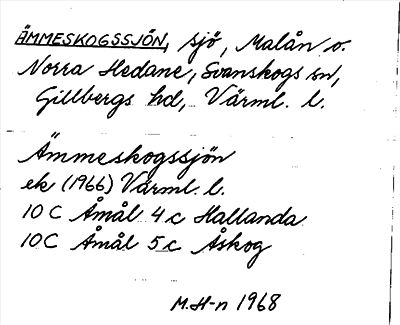 ÄMMESKOGSSJÖN, sjö, Malån o.
Norra Hedane, Svanskogs sn,
Gillbergs hd, Värml. l.
Ämmeskogssjön
ek (1966) Värml. l.
10 C Åmål 4 c Hallanda
10C Åmål 5 c Åskog
M.H-n 1968